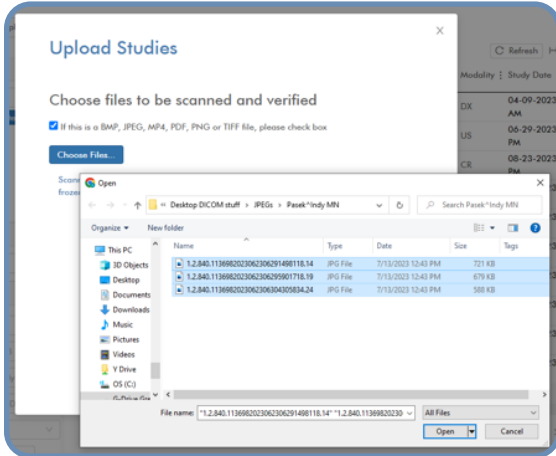 Upload Studies
×
Refresh
Modality Study Date
Choose files to be scanned and verified
DX 04-09-2023 AM
If this is a BMP, JPEG, MP4, PDF, PNG or TIFF file, please check box
US 06-29-2023 PM
Choose Files...
CR 08-23-2023 PM
Open
Desktop DICOM stuff › JPEGs › Pasek^Indy MN
Search Pasek^Indy MN
Organize
New folder
Name Type Date Size Tags
This PC
3D Objects
Desktop
Documents
Downloads
Music
Pictures
Videos
Y Drive
OS (C:)
1.2.840.1136982023062306291498118.14 JPG File 7/13/2023 12:43 PM 721 KB
1.2.840.1136982023062306295901718.19 JPG File 7/13/2023 12:43 PM 679 KB
1.2.840.1136982023062306304305834.24 JPG File 7/13/2023 12:43 PM 588 KB
File name: "1.2.840.1136982023062306291498118.14" "1.2.840.11369820230
All Files
Open
Cancel